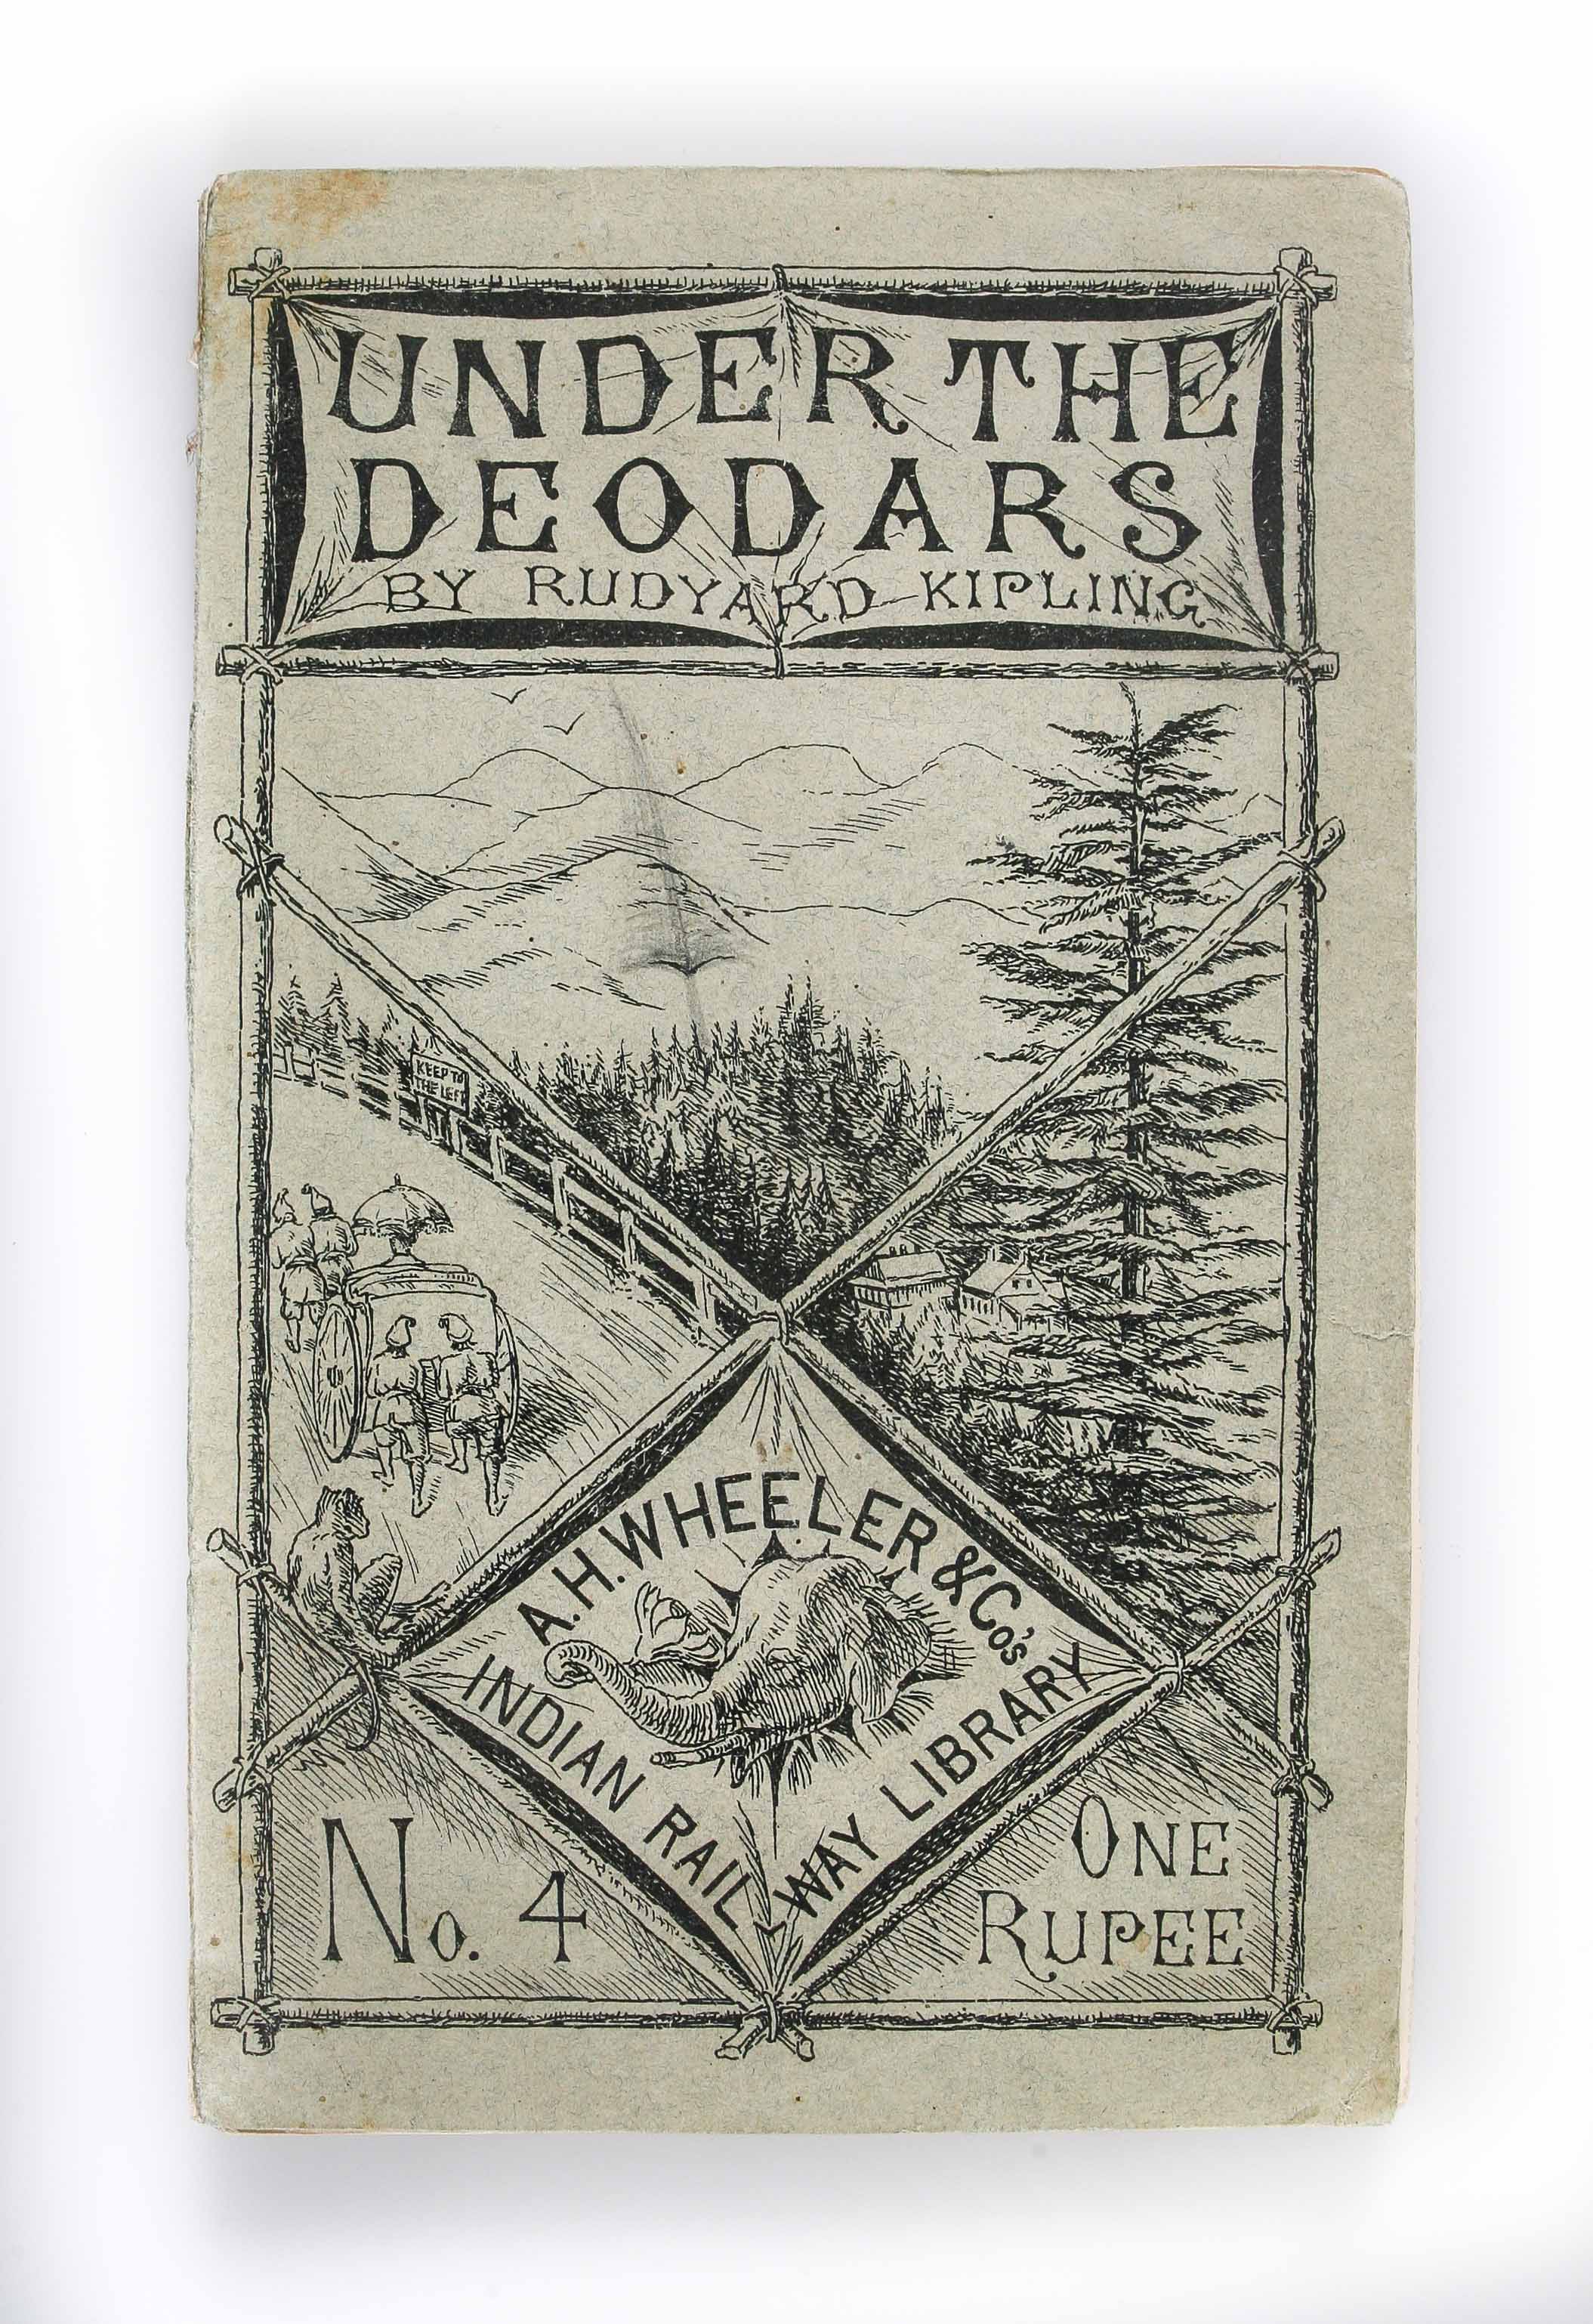 UNDER THE
DEODARS
BY RUDYARD KIPLING
KEEP TO
THE LEFT
A.H. WHEELER & Co's
INDIAN RAILWAY LIBRARY
No. 4
ONE
RUPEE